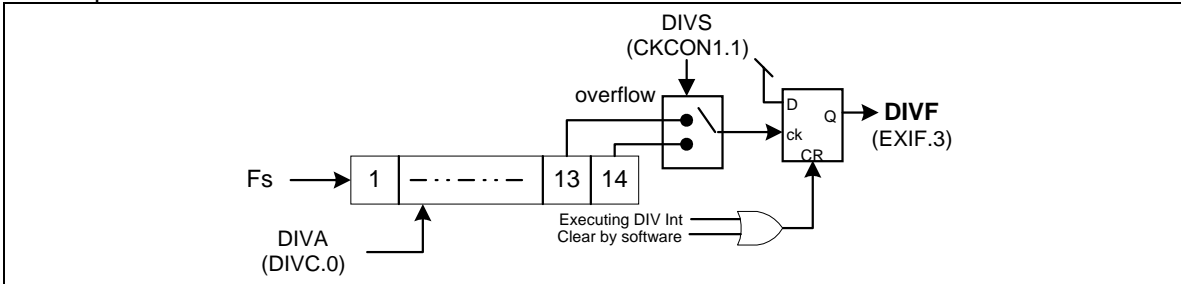 DIVS
(CKCON1.1)
overflow
D
Q
DIVF
ck
(EXIF.3)
CR
Fs
1
13
14
Executing DIV Int
Clear by software
DIVA
(DIVC.0)